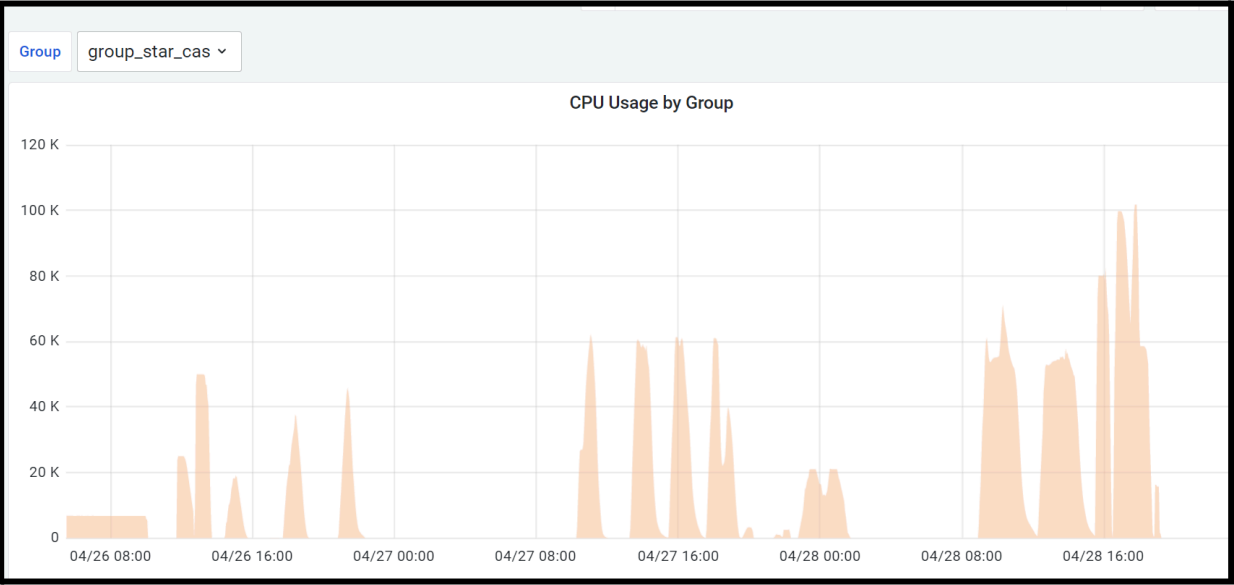 Group group_star_cas
CPU Usage by Group
120 K
100 K
80 K
60 K
40 K
20 K
0
04/26 08:00 04/26 16:00 04/27 00:00 04/27 08:00 04/27 16:00 04/28 00:00 04/28 08:00 04/28 16:00